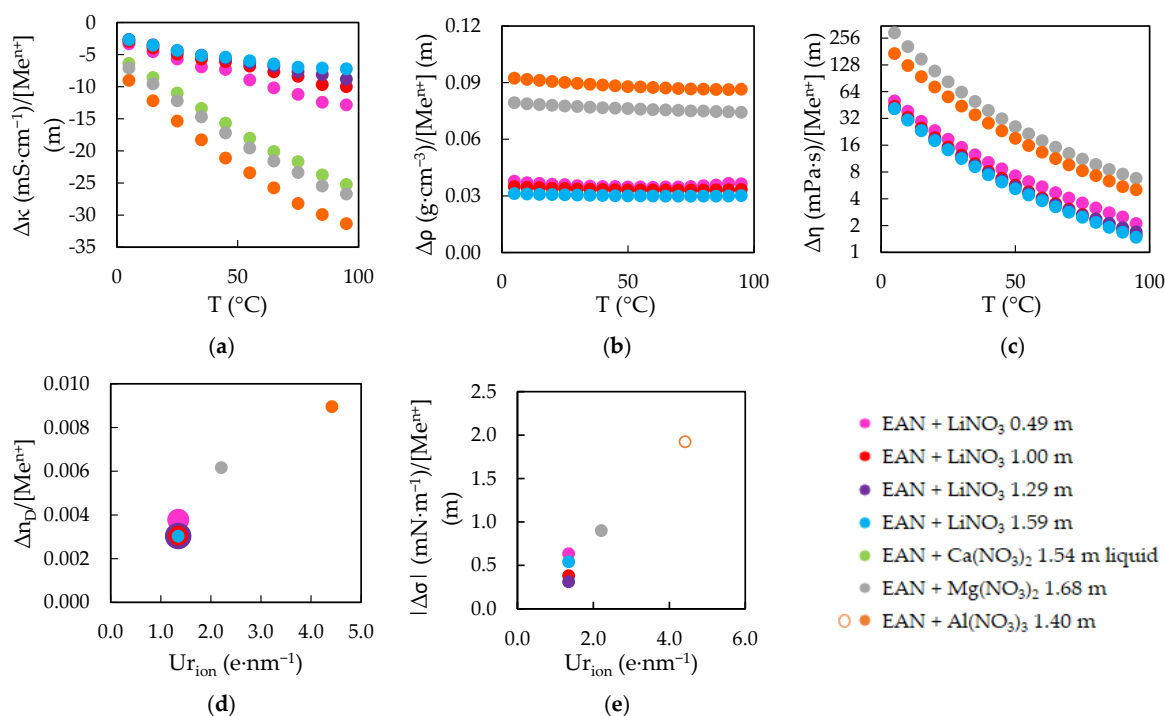 Δκ (mS·cm⁻¹)/[Meⁿ⁺]
(m)
0
-5
-10
-15
-20
-25
-30
-35
0
50
100
T (°C)
(a)
Δρ (g·cm⁻³)/[Meⁿ⁺] (m)
0.12
0.09
0.06
0.03
0.00
0
50
100
T (°C)
(b)
Δη (mPa·s)/[Meⁿ⁺] (m)
256
128
64
32
16
8
4
2
1
0
50
100
T (°C)
(c)
Δn_D/[Meⁿ⁺]
0.010
0.008
0.006
0.004
0.002
0.000
0.0
1.0
2.0
3.0
4.0
5.0
Ur_ion (e·nm⁻¹)
(d)
|Δσ| (mN·m⁻¹)/[Meⁿ⁺]
(m)
2.5
2.0
1.5
1.0
0.5
0.0
0.0
2.0
4.0
6.0
Ur_ion (e·nm⁻¹)
(e)
EAN + LiNO₃ 0.49 m
EAN + LiNO₃ 1.00 m
EAN + LiNO₃ 1.29 m
EAN + LiNO₃ 1.59 m
EAN + Ca(NO₃)₂ 1.54 m liquid
EAN + Mg(NO₃)₂ 1.68 m
EAN + Al(NO₃)₃ 1.40 m